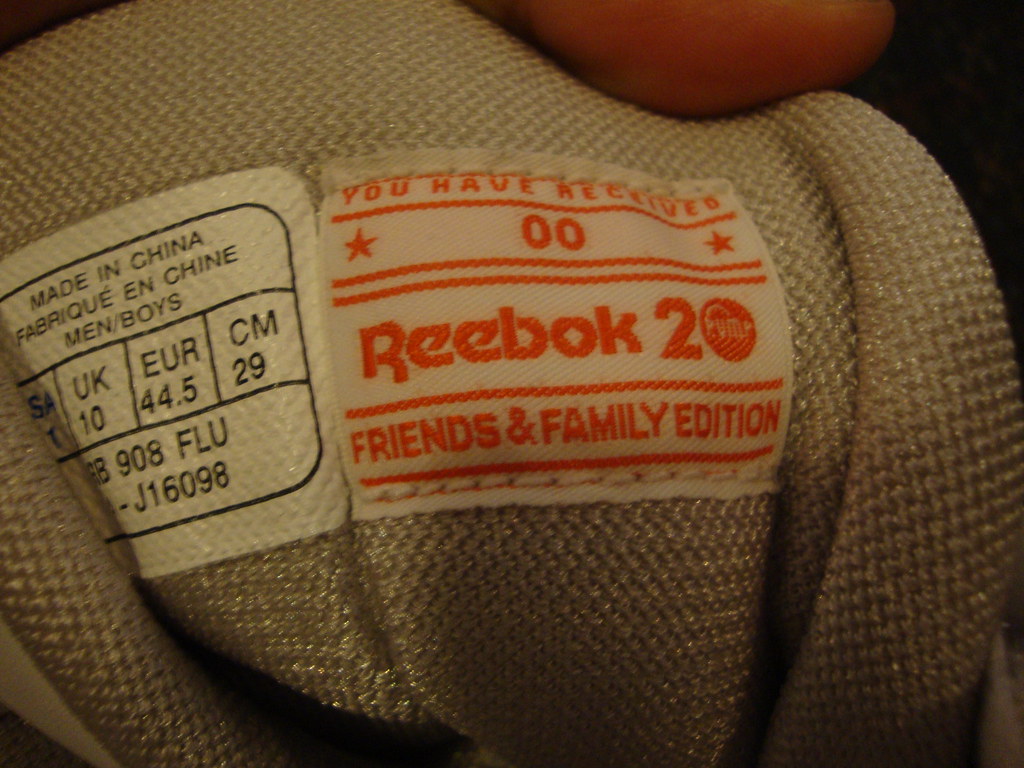 MADE IN CHINA
FABRIQUÉ EN CHINE
MEN/BOYS
UK EUR CM
10 44.5 29
908 FLU
-J16098
YOU HAVE RECEIVED
00
Reebok 20
FRIENDS & FAMILY EDITION